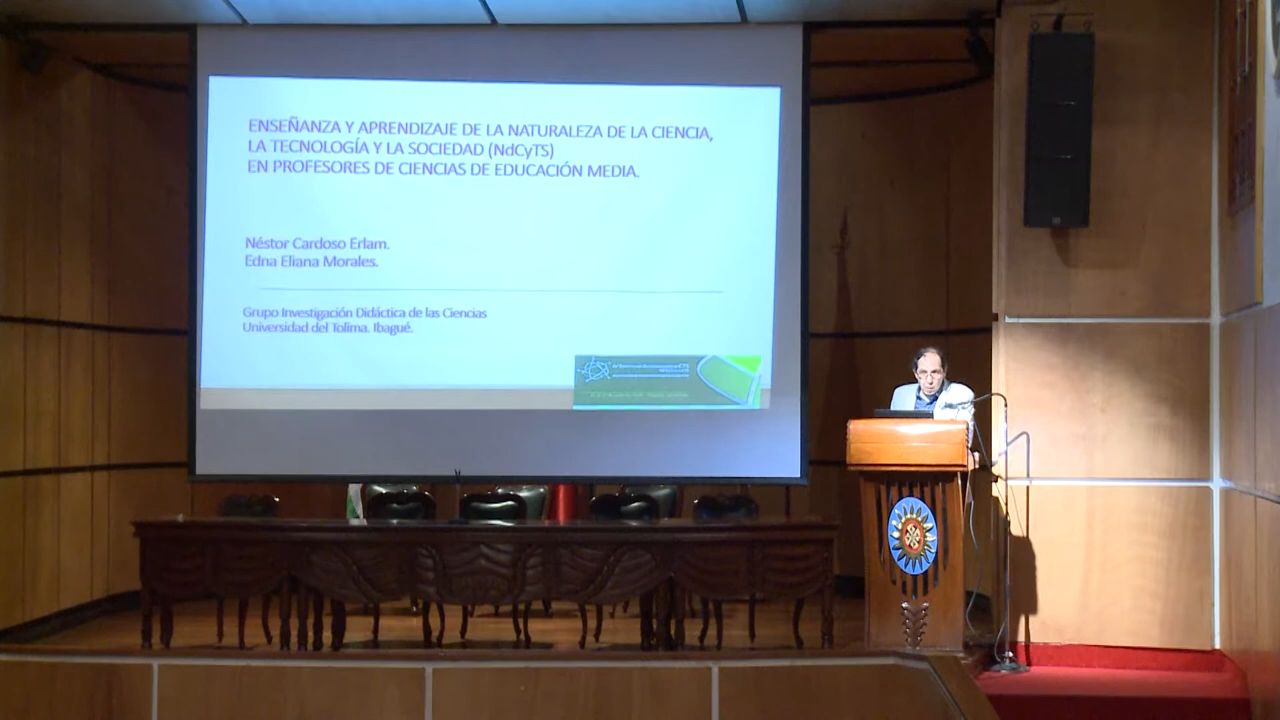 ENSEÑANZA Y APRENDIZAJE DE LA NATURALEZA DE LA CIENCIA,
LA TECNOLOGÍA Y LA SOCIEDAD (NdCyTS)
EN PROFESORES DE CIENCIAS DE EDUCACIÓN MEDIA.
Néstor Cardoso Erlam.
Edna Eliana Morales.
Grupo Investigación Didáctica de las Ciencias
Universidad del Tolima. Ibagué.